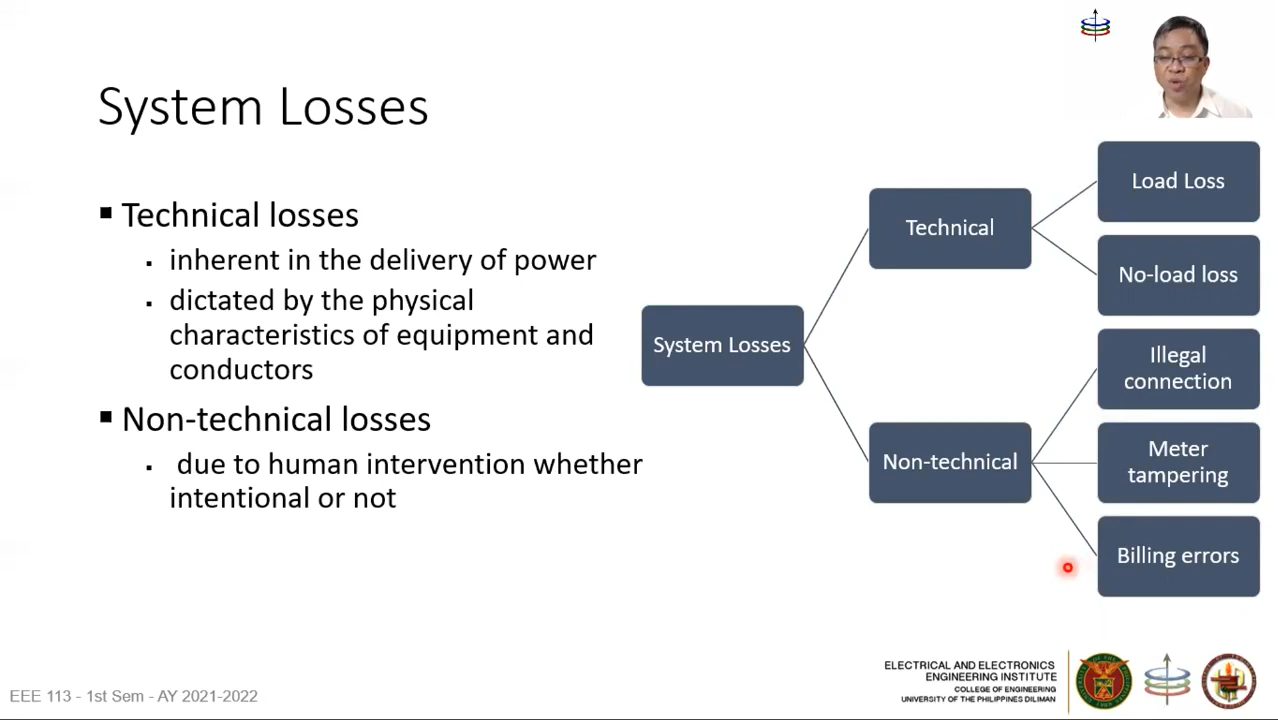 System Losses
▪ Technical losses
▪ inherent in the delivery of power
▪ dictated by the physical
characteristics of equipment and
conductors
▪ Non-technical losses
▪ due to human intervention whether
intentional or not
System Losses
Technical
Non-technical
Load Loss
No-load loss
Illegal
connection
Meter
tampering
Billing errors
EEE 113 - 1st Sem - AY 2021-2022
ELECTRICAL AND ELECTRONICS
ENGINEERING INSTITUTE
COLLEGE OF ENGINEERING
UNIVERSITY OF THE PHILIPPINES DILIMAN